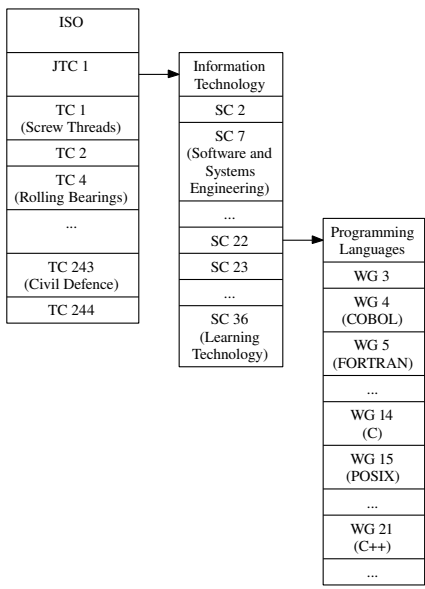 ISO
JTC 1
TC 1
(Screw Threads)
TC 2
TC 4
(Rolling Bearings)
...
TC 243
(Civil Defence)
TC 244
Information
Technology
SC 2
SC 7
(Software and
Systems
Engineering)
...
SC 22
SC 23
...
SC 36
(Learning
Technology)
Programming
Languages
WG 3
WG 4
(COBOL)
WG 5
(FORTRAN)
...
WG 14
(C)
WG 15
(POSIX)
...
WG 21
(C++)
...